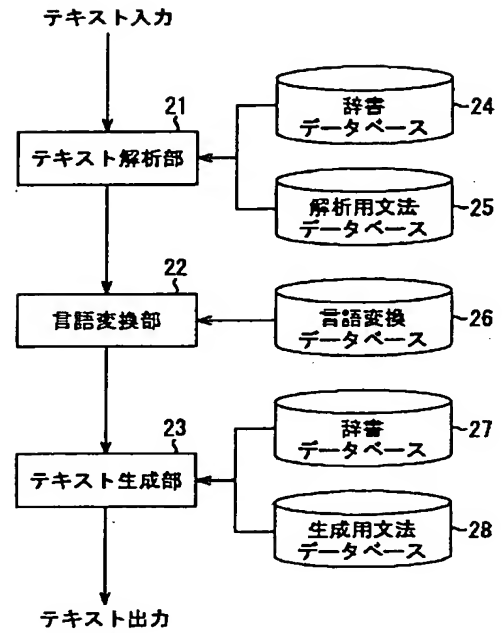 テキスト入力
21
テキスト解析部
辞書
データベース
24
解析用文法
データベース
25
22
言語変換部
言語変換
データベース
26
23
テキスト生成部
辞書
データベース
27
生成用文法
データベース
28
テキスト出力